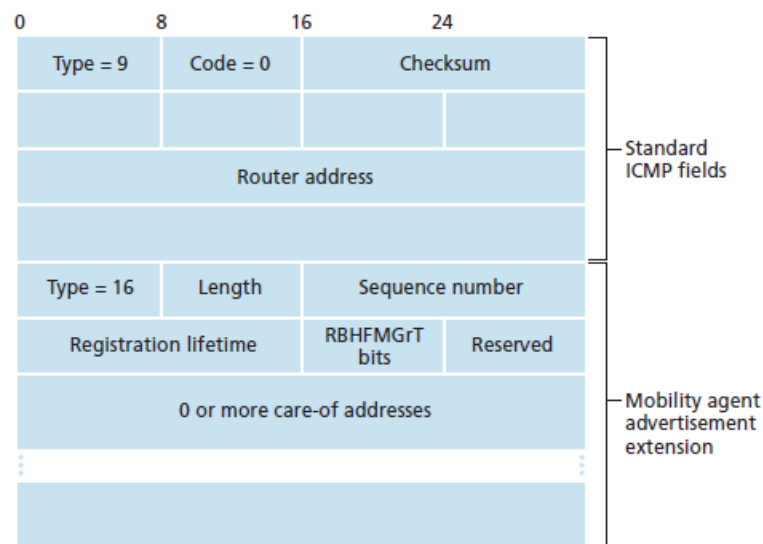 0 8 16 24
Type = 9 Code = 0 Checksum
Router address
Standard
ICMP fields
Type = 16 Length Sequence number
Registration lifetime RBHFMGrT
bits Reserved
0 or more care-of addresses
Mobility agent
advertisement
extension